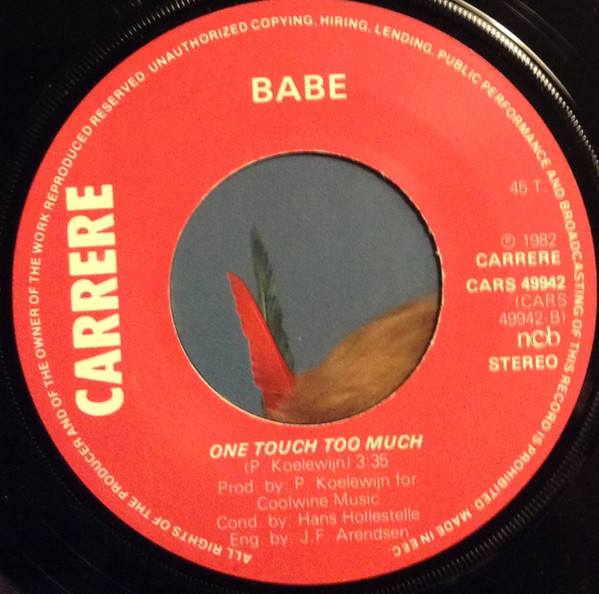 ALL RIGHTS OF THE PRODUCER AND OF THE OWNER OF THE WORK REPRODUCED RESERVED. UNAUTHORIZED COPYING. HIRING. LENDING. PUBLIC PERFORMANCE AND BROADCASTING OF THIS RECORD IS PROHIBITED. MADE IN EEC.
BABE
CARRERE
45 T
℗ 1982
CARRERE
CARS 49942
(CARS
49942-B)
ncb
STEREO
ONE TOUCH TOO MUCH
(P. Koelewijn) 3:35
Prod. by: P. Koelewijn for
Coolwine Music
Cond. by: Hans Hollestelle
Eng. by: J.F. Arendsen